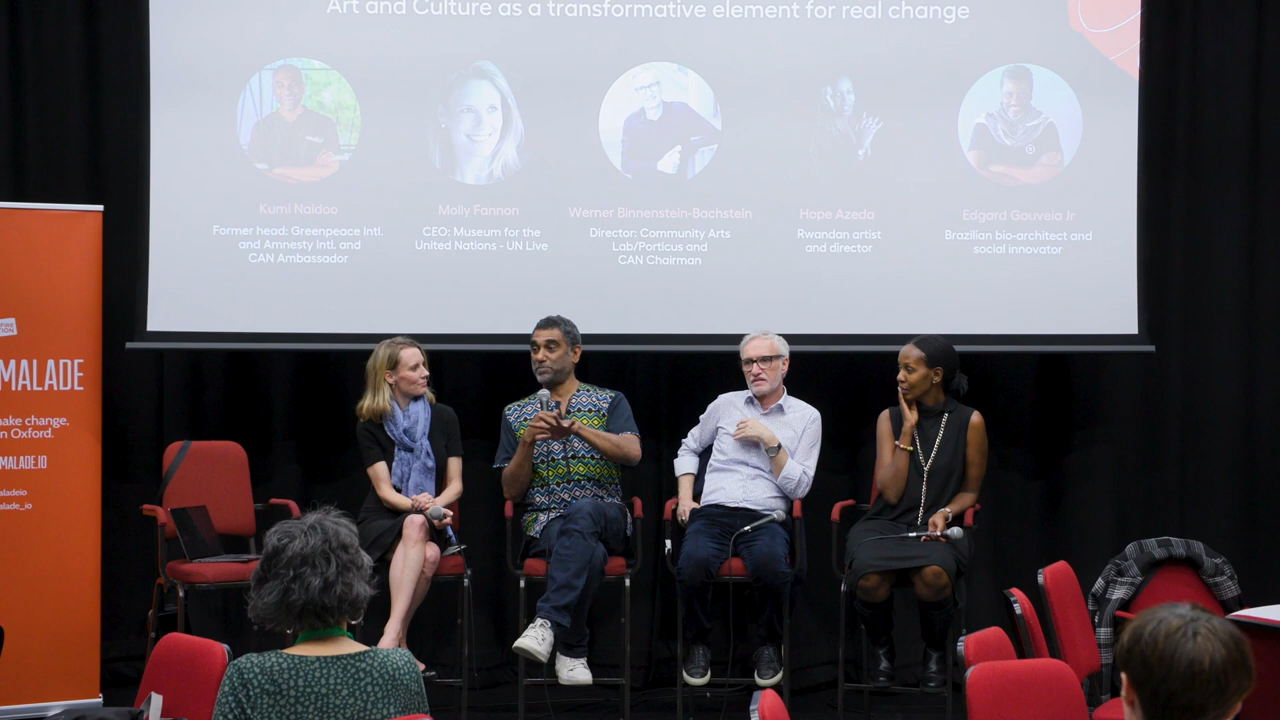 Art and Culture as a transformative element for real change
Kumi Naidoo
Former head: Greenpeace Intl.
and Amnesty Intl. and
CAN Ambassador
Molly Fannon
CEO: Museum for the
United Nations - UN Live
Werner Binnenstein-Bachstein
Director: Community Arts
Lab/Porticus and
CAN Chairman
Hope Azeda
Rwandan artist
and director
Edgard Gouveia Jr
Brazilian bio-architect and
social innovator
MALADE
make change,
n Oxford.
MALADE.IO
aladeio
alade_io